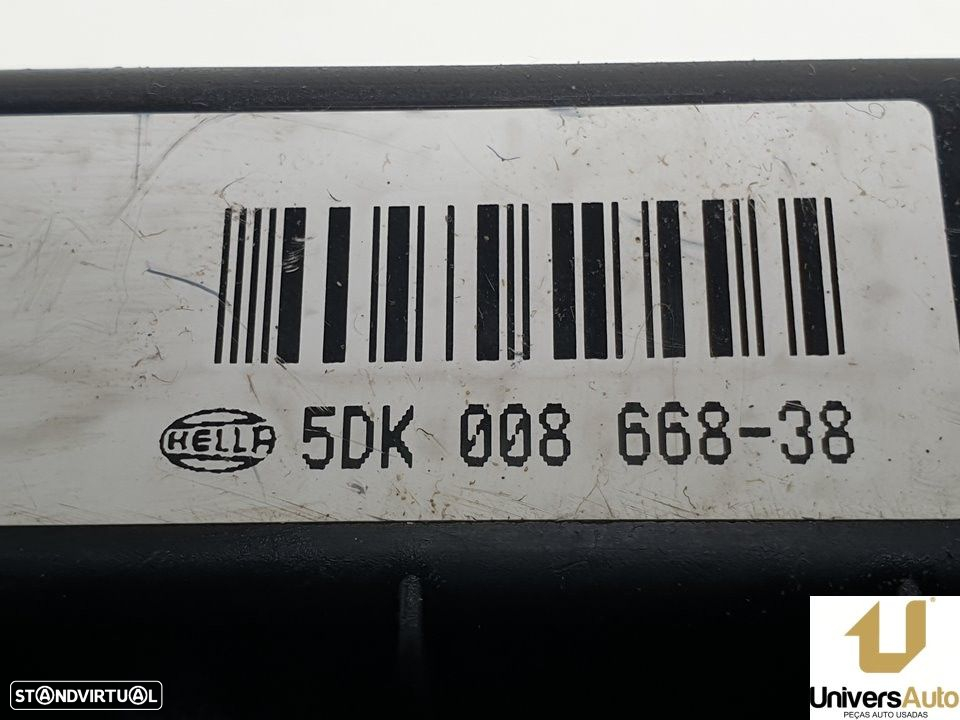 HELLA 5DK 008 668-38
STANDVIRTUAL
UniversAuto
PEÇAS AUTO USADAS